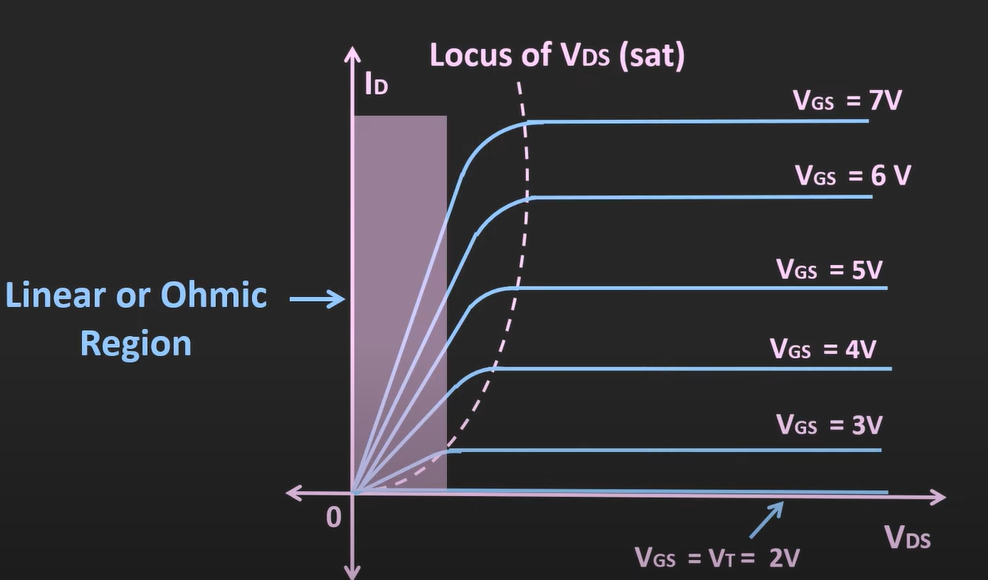 Locus of VDS (sat)
ID
VGS = 7V
VGS = 6 V
VGS = 5V
Linear or Ohmic
Region
VGS = 4V
VGS = 3V
0
VDS
VGS = VT = 2V